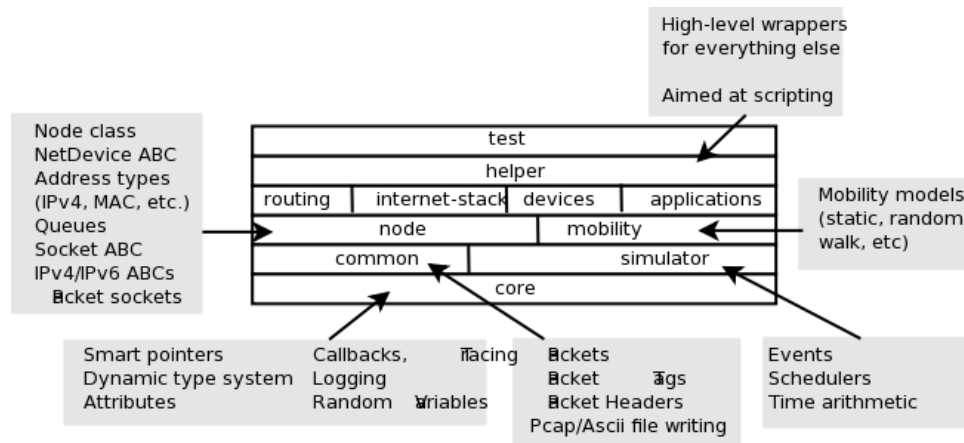 High-level wrappers
for everything else
Aimed at scripting
Node class
NetDevice ABC
Address types
(IPv4, MAC, etc.)
Queues
Socket ABC
IPv4/IPv6 ABCs
Packet sockets
test
helper
routing internet-stack devices applications
node mobility
common simulator
core
Mobility models
(static, random
walk, etc)
Smart pointers
Dynamic type system
Attributes
Callbacks, Tracing
Logging
Random Variables
Packets
Packet Tags
Packet Headers
Pcap/Ascii file writing
Events
Schedulers
Time arithmetic